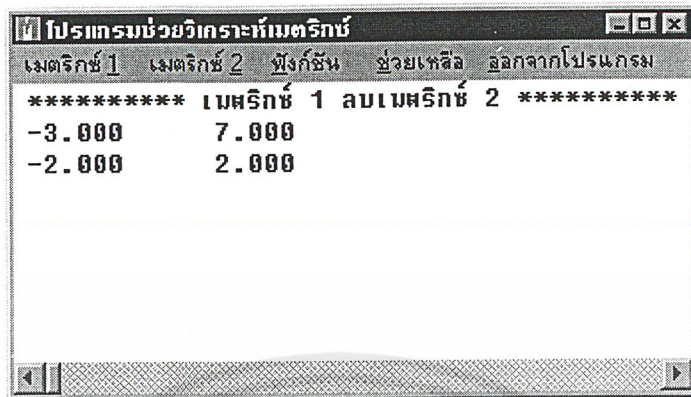 โปรแกรมช่วยวิเคราะห์เมตริกซ์
เมตริกซ์ 1 เมตริกซ์ 2 ฟังก์ชัน ช่วยเหลือ ออกจากโปรแกรม
********** เมตริกซ์ 1 ลบเมตริกซ์ 2 **********
-3.000 7.000
-2.000 2.000